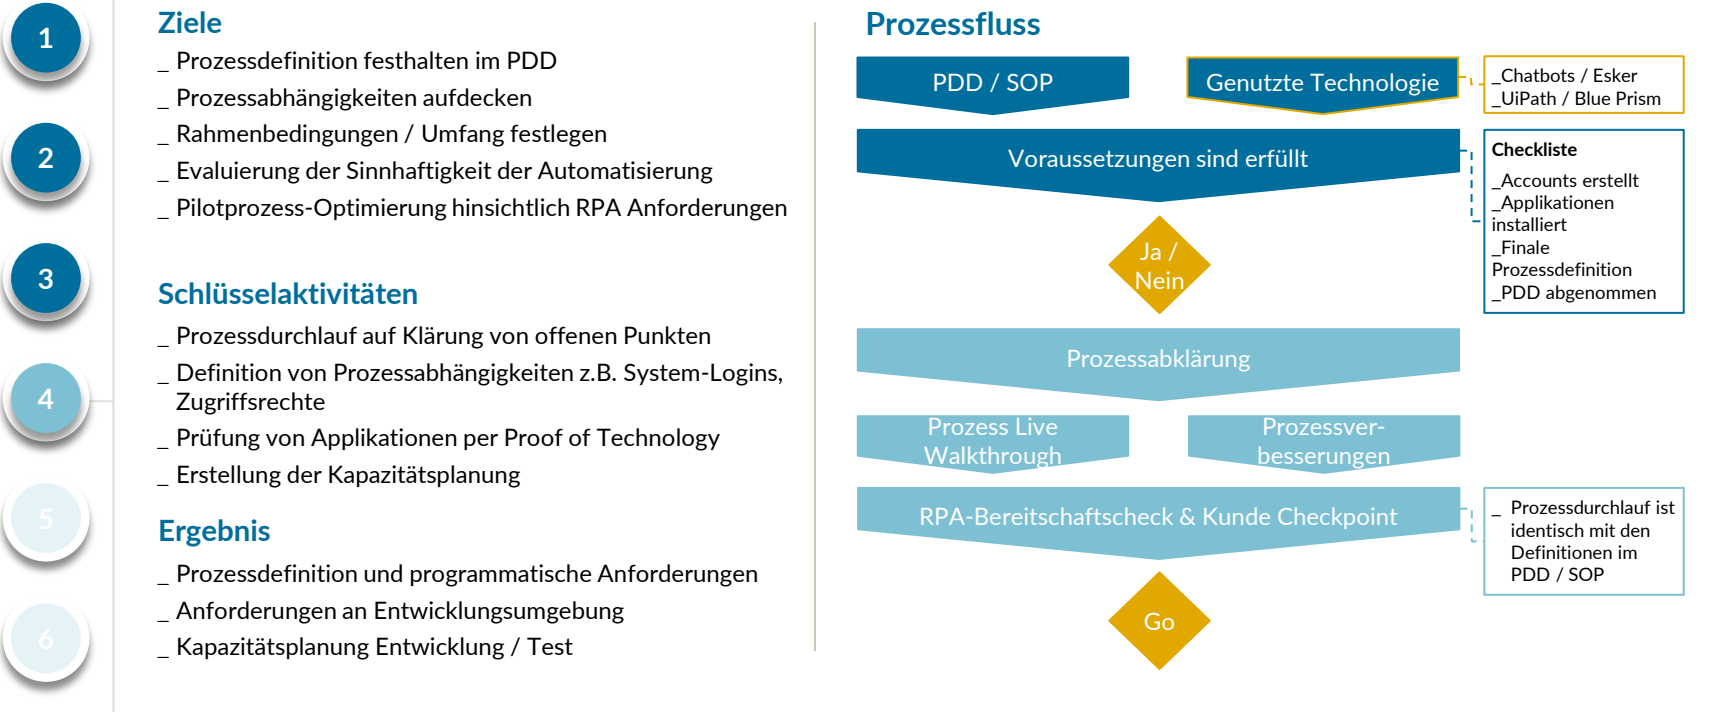 1
2
3
4
5
6
Ziele
_ Prozessdefinition festhalten im PDD
_ Prozessabhängigkeiten aufdecken
_ Rahmenbedingungen / Umfang festlegen
_ Evaluierung der Sinnhaftigkeit der Automatisierung
_ Pilotprozess-Optimierung hinsichtlich RPA Anforderungen
Schlüsselaktivitäten
_ Prozessdurchlauf auf Klärung von offenen Punkten
_ Definition von Prozessabhängigkeiten z.B. System-Logins,
Zugriffsrechte
_ Prüfung von Applikationen per Proof of Technology
_ Erstellung der Kapazitätsplanung
Ergebnis
_ Prozessdefinition und programmatische Anforderungen
_ Anforderungen an Entwicklungsumgebung
_ Kapazitätsplanung Entwicklung / Test
Prozessfluss
PDD / SOP
Genutzte Technologie
_Chatbots / Esker
_UiPath / Blue Prism
Voraussetzungen sind erfüllt
Checkliste
_Accounts erstellt
_Applikationen
installiert
_Finale
Prozessdefinition
_PDD abgenommen
Ja /
Nein
Prozessabklärung
Prozess Live
Walkthrough
Prozessver-
besserungen
RPA-Bereitschaftscheck & Kunde Checkpoint
_ Prozessdurchlauf ist
identisch mit den
Definitionen im
PDD / SOP
Go